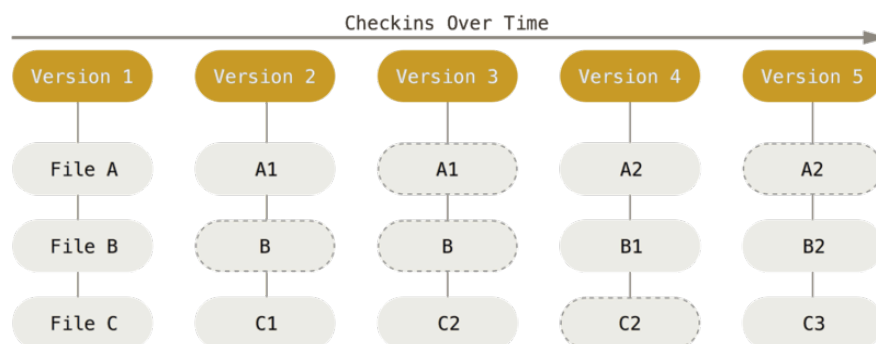 Checkins Over Time
Version 1 Version 2 Version 3 Version 4 Version 5
File A A1 A1 A2 A2
File B B B B1 B2
File C C1 C2 C2 C3